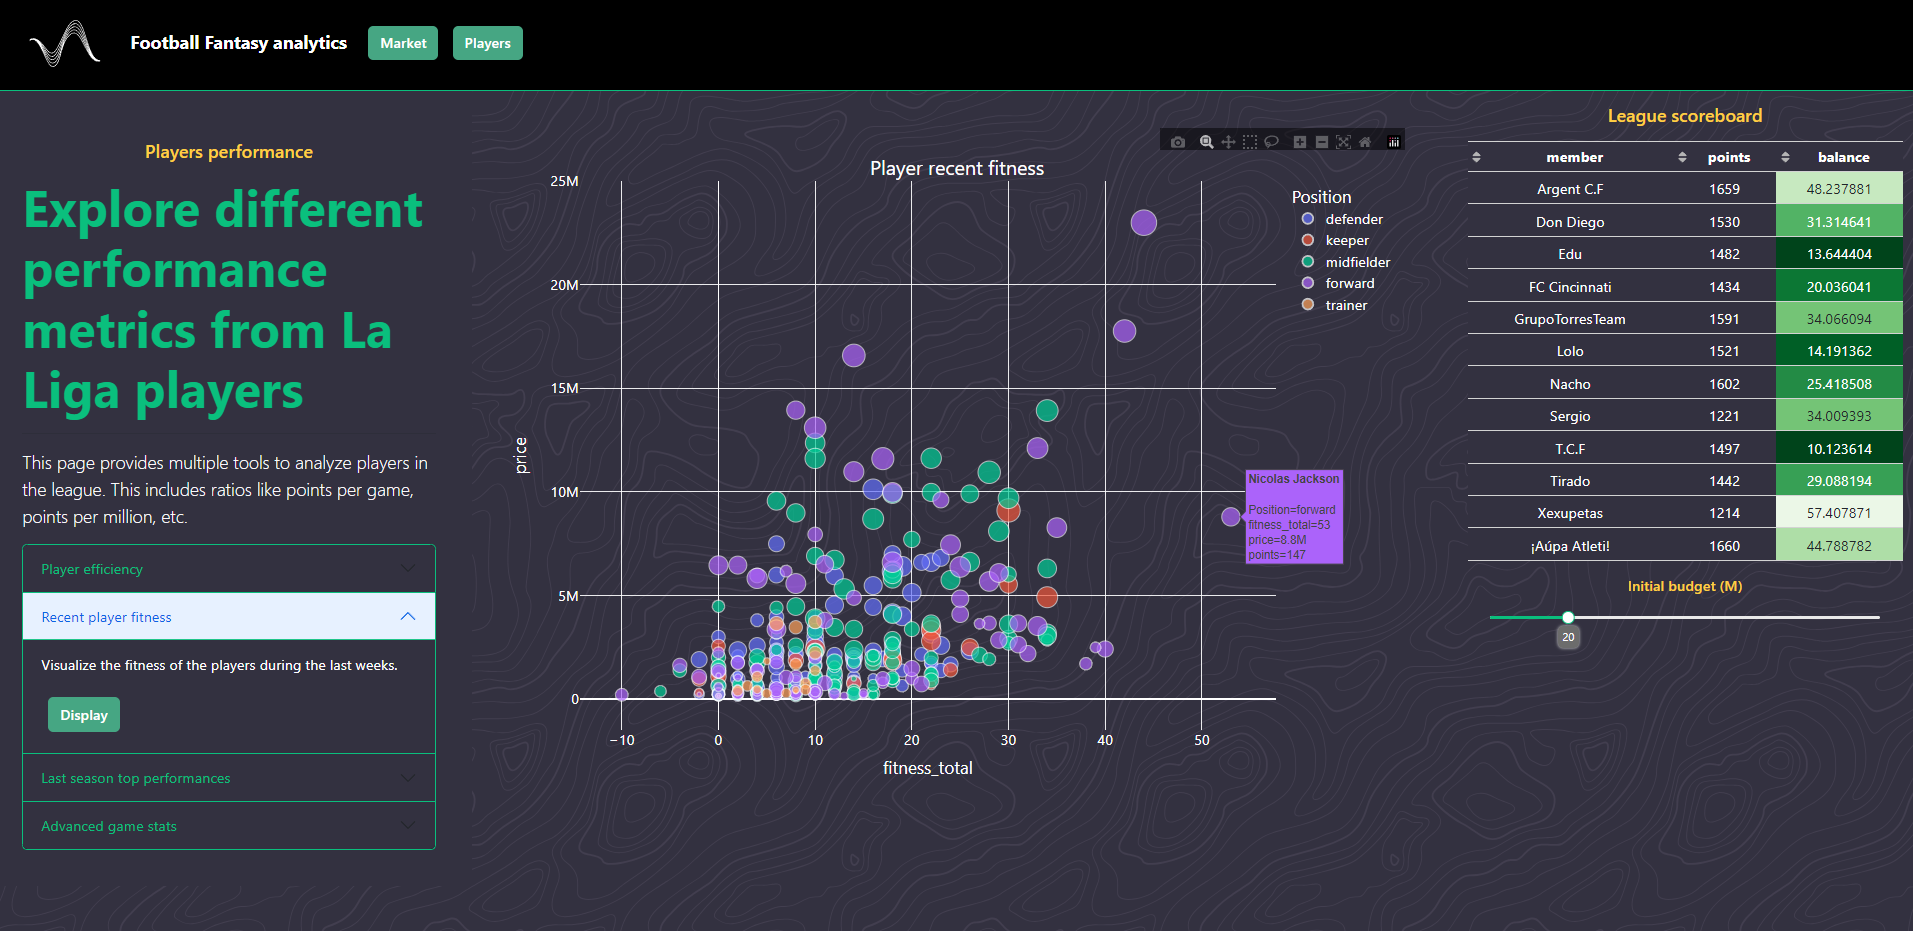 Football Fantasy analytics
Market
Players
Players performance
Explore different
performance
metrics from La
Liga players
This page provides multiple tools to analyze players in
the league. This includes ratios like points per game,
points per million, etc.
Player efficiency
Recent player fitness
Visualize the fitness of the players during the last weeks.
Display
Last season top performances
Advanced game stats
Player recent fitness
25M
20M
15M
10M
5M
0
price
−10 0 10 20 30 40 50
fitness_total
Position
defender
keeper
midfielder
forward
trainer
Nicolas Jackson
Position=forward
fitness_total=53
price=8.8M
points=147
League scoreboard
member points balance
Argent C.F 1659 48.237881
Don Diego 1530 31.314641
Edu 1482 13.644404
FC Cincinnati 1434 20.036041
GrupoTorresTeam 1591 34.066094
Lolo 1521 14.191362
Nacho 1602 25.418508
Sergio 1221 34.009393
T.C.F 1497 10.123614
Tirado 1442 29.088194
Xexupetas 1214 57.407871
¡Aúpa Atleti! 1660 44.788782
Initial budget (M)
20